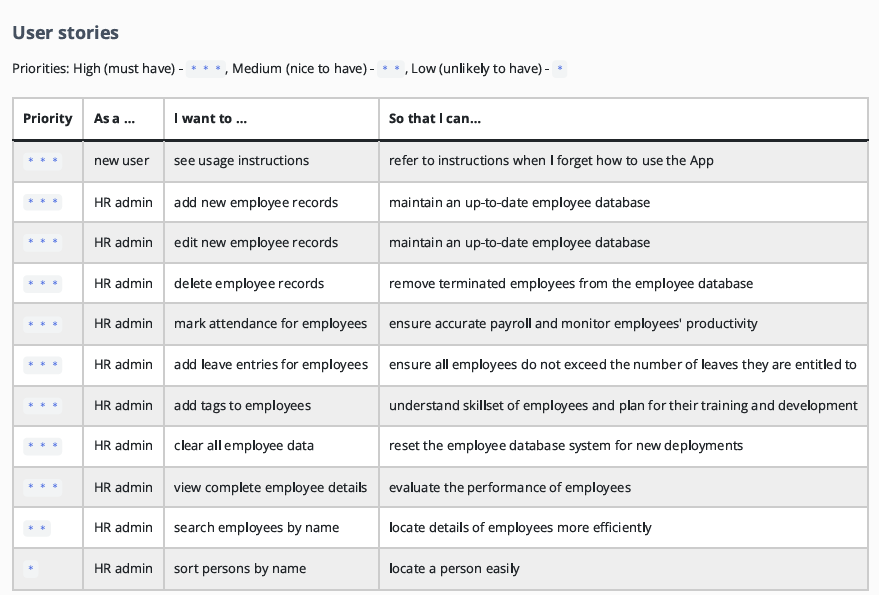 User stories
Priorities: High (must have) - * * *, Medium (nice to have) - * *, Low (unlikely to have) - *
Priority As a ... I want to ... So that I can...
* * * new user see usage instructions refer to instructions when I forget how to use the App
* * * HR admin add new employee records maintain an up-to-date employee database
* * * HR admin edit new employee records maintain an up-to-date employee database
* * * HR admin delete employee records remove terminated employees from the employee database
* * * HR admin mark attendance for employees ensure accurate payroll and monitor employees' productivity
* * * HR admin add leave entries for employees ensure all employees do not exceed the number of leaves they are entitled to
* * * HR admin add tags to employees understand skillset of employees and plan for their training and development
* * * HR admin clear all employee data reset the employee database system for new deployments
* * * HR admin view complete employee details evaluate the performance of employees
* * HR admin search employees by name locate details of employees more efficiently
* HR admin sort persons by name locate a person easily